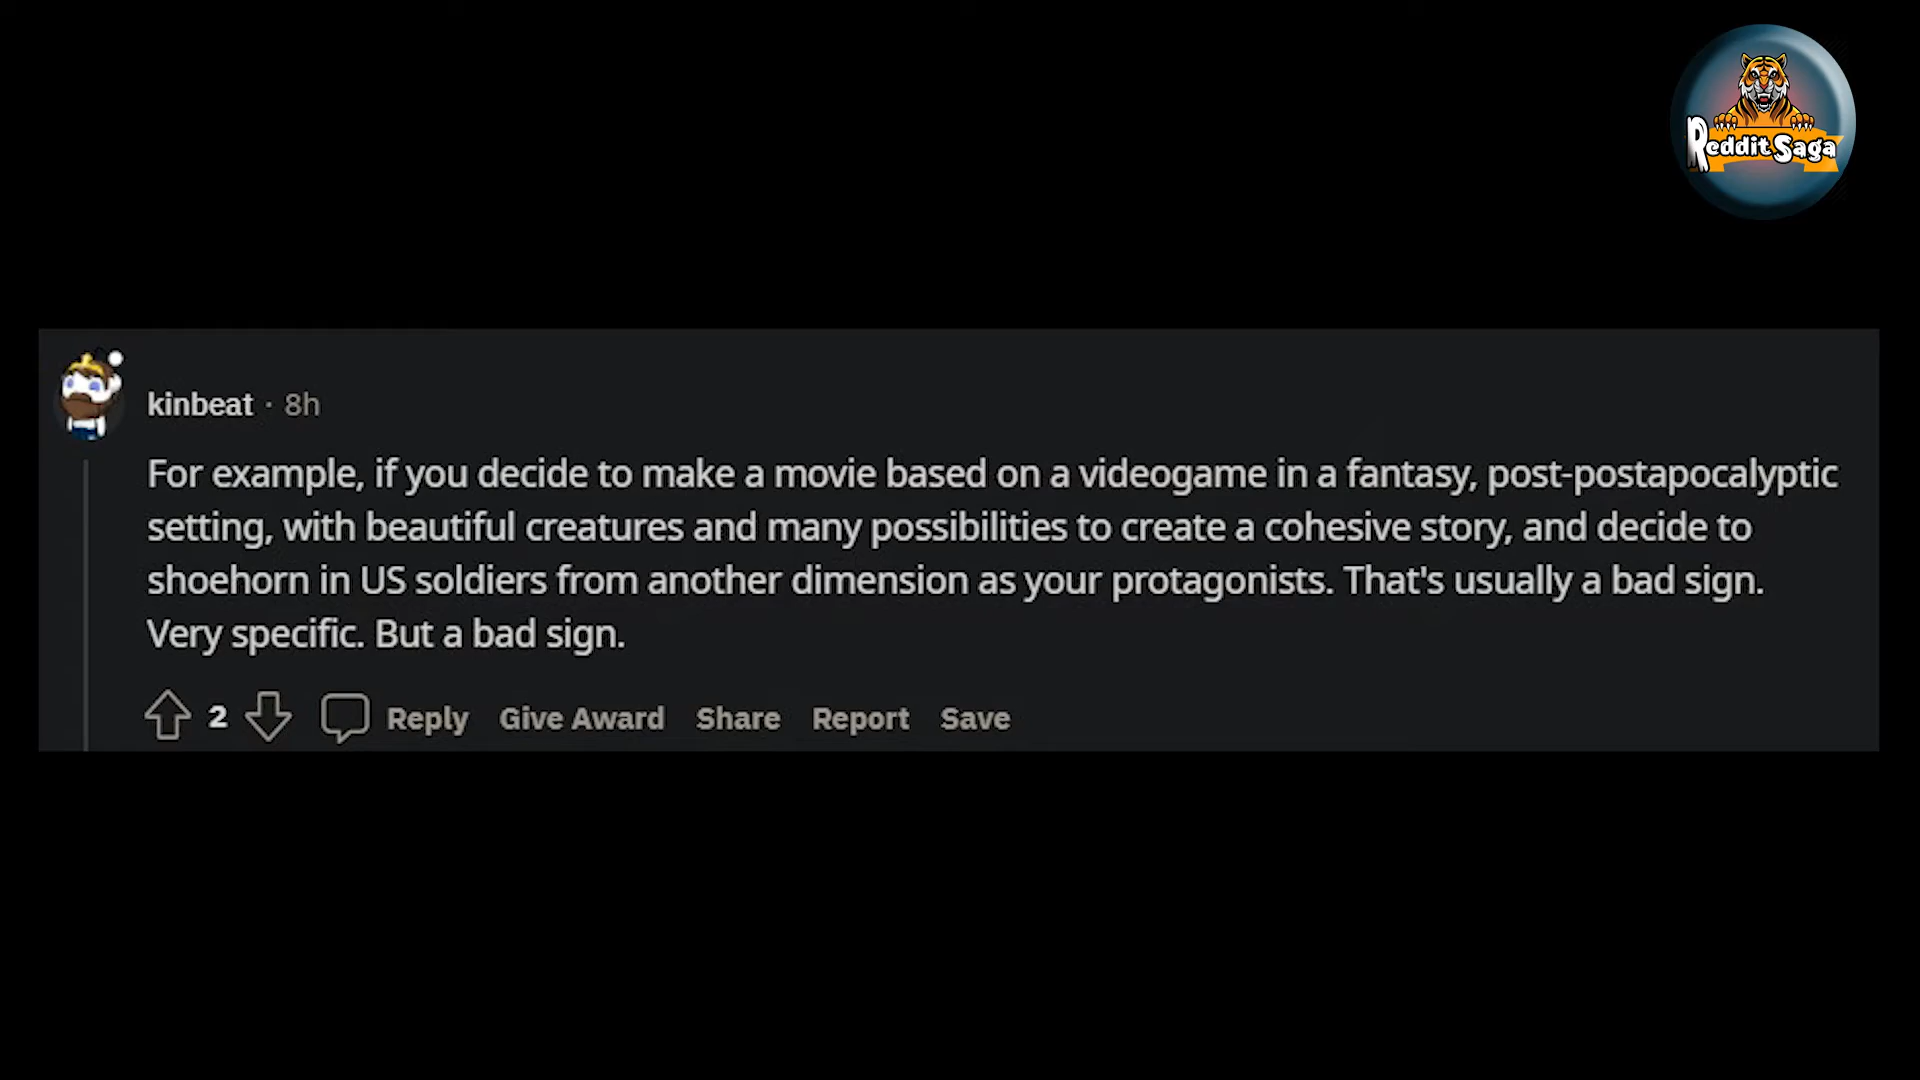 Reddit Saga
kinbeat · 8h
For example, if you decide to make a movie based on a videogame in a fantasy, post-postapocalyptic
setting, with beautiful creatures and many possibilities to create a cohesive story, and decide to
shoehorn in US soldiers from another dimension as your protagonists. That's usually a bad sign.
Very specific. But a bad sign.
2 Reply Give Award Share Report Save